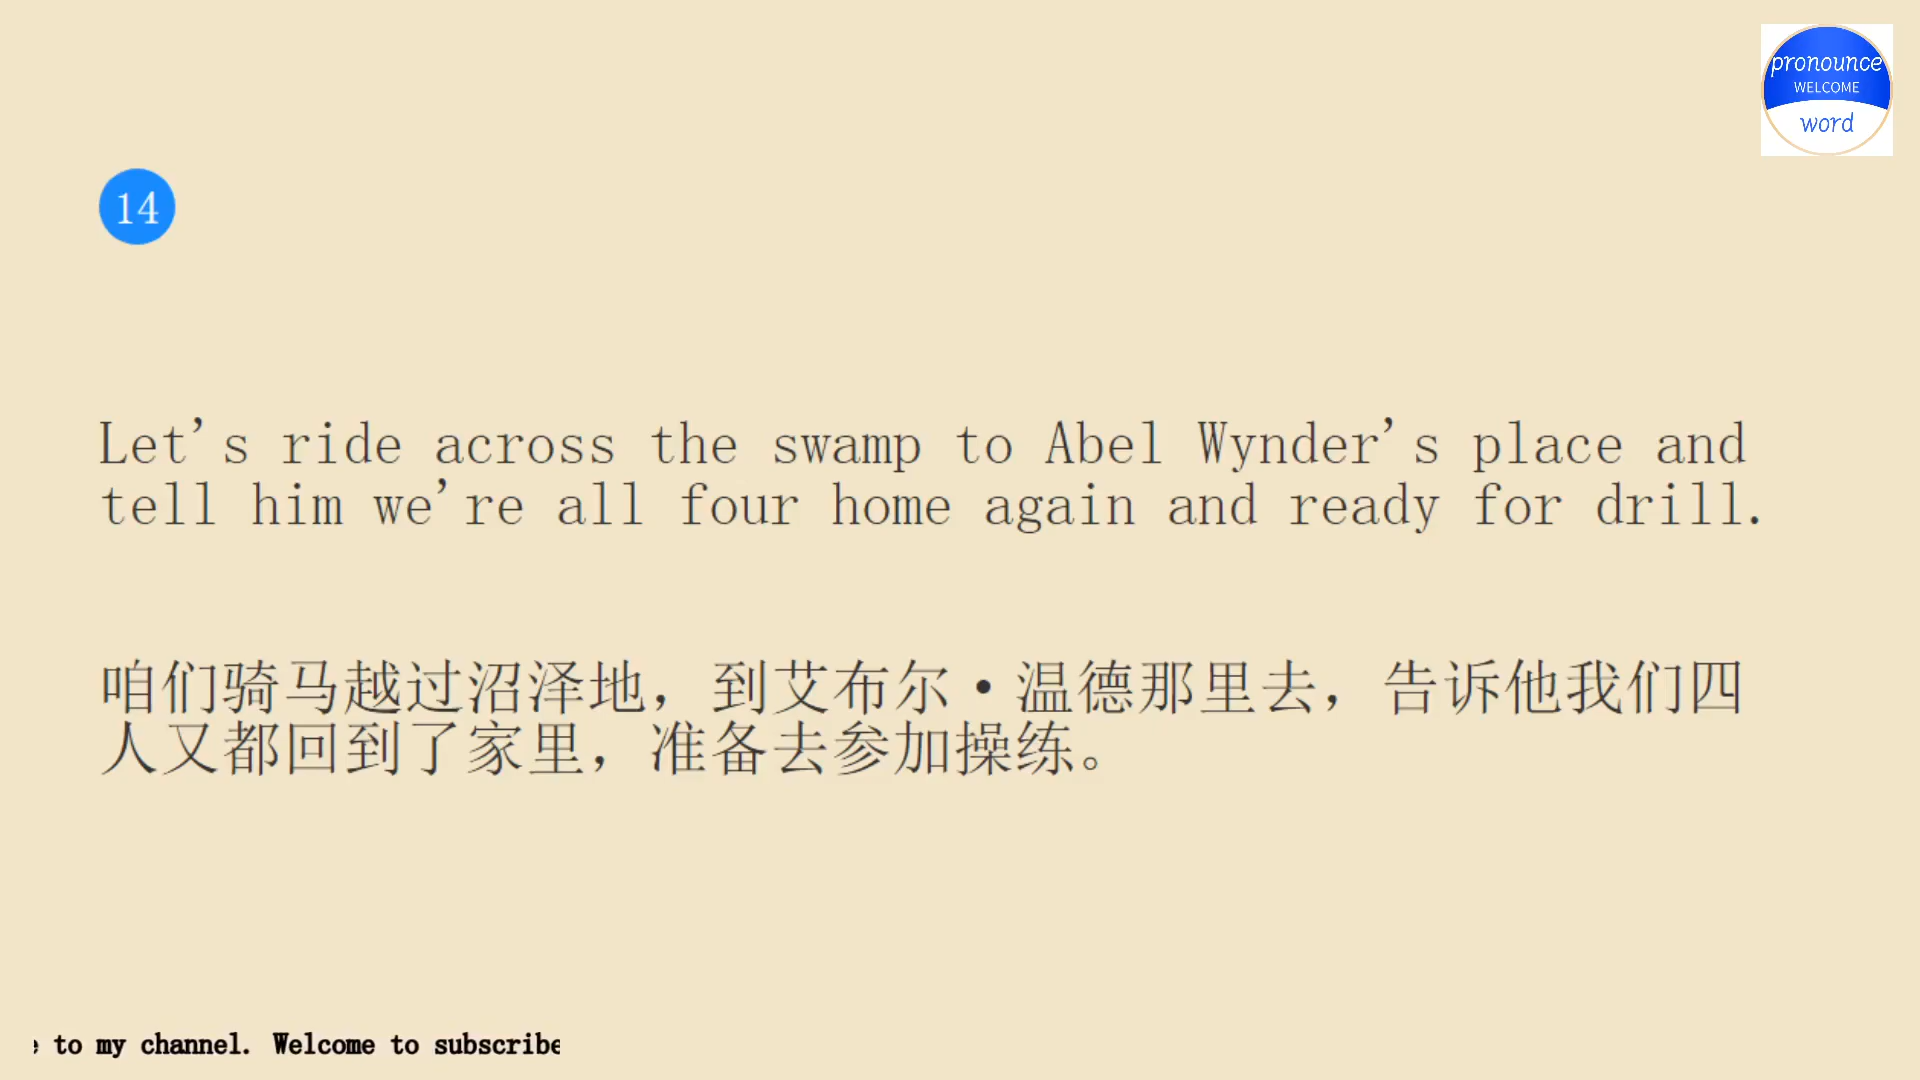 pronounce
WELCOME
word
14
Let's ride across the swamp to Abel Wynder's place and
tell him we're all four home again and ready for drill.
咱们骑马越过沼泽地，到艾布尔•温德那里去，告诉他我们四
人又都回到了家里，准备去参加操练。
to my channel. Welcome to subscribe